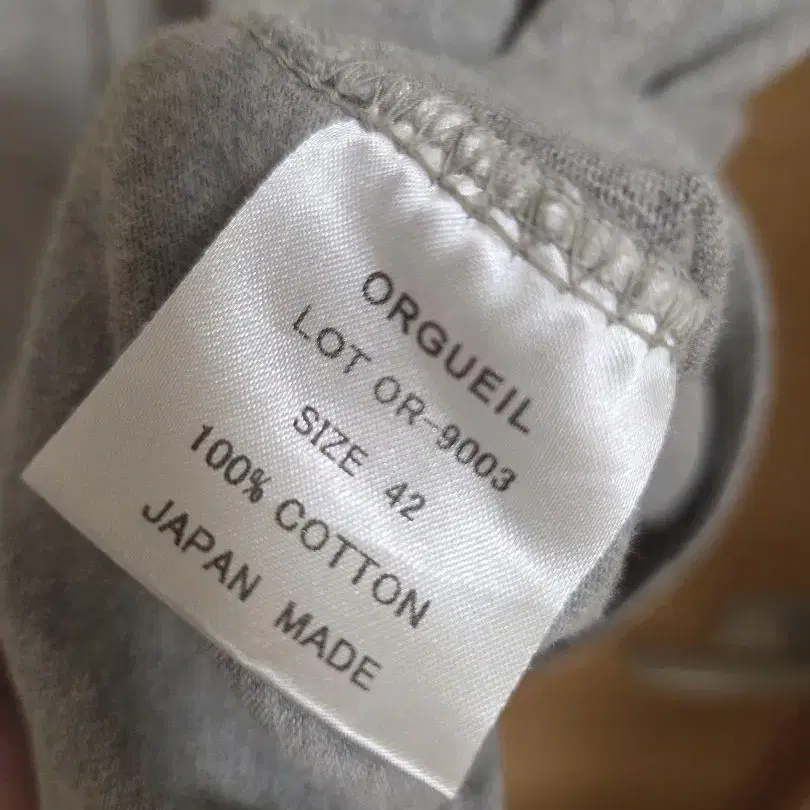 ORGUEIL
LOT OR-9003
SIZE 42
100% COTTON
JAPAN MADE